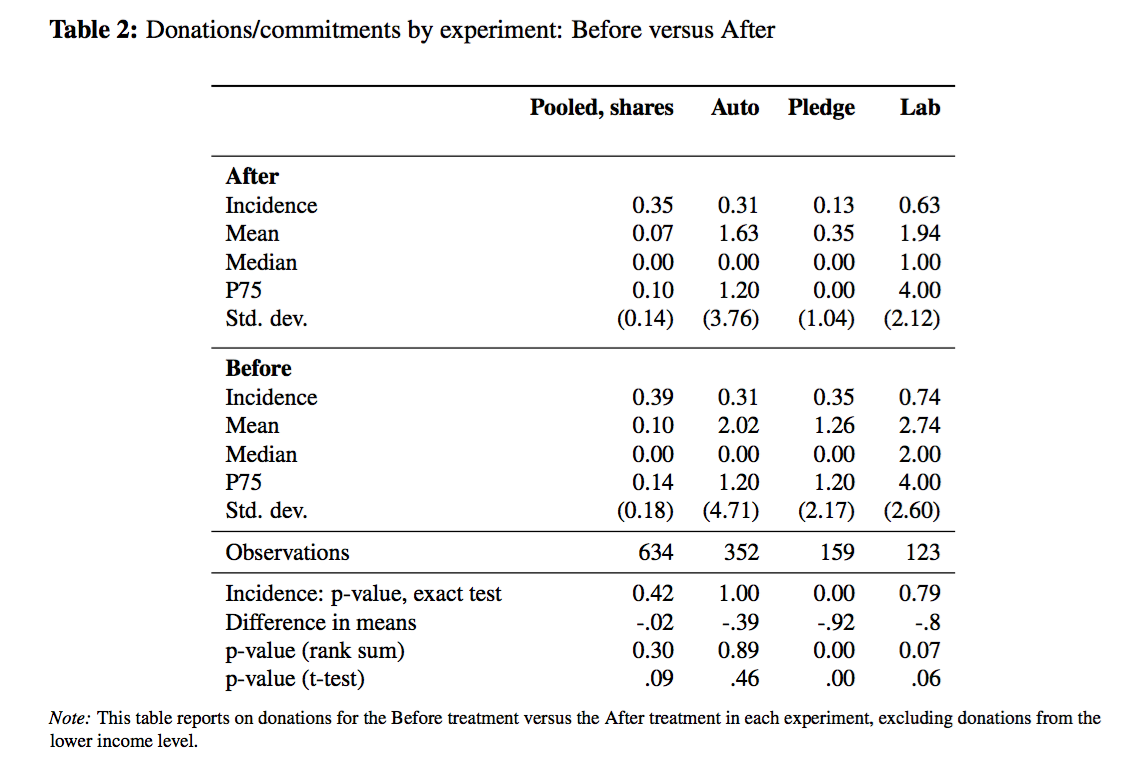 Table 2: Donations/commitments by experiment: Before versus After
Pooled, shares Auto Pledge Lab
After
Incidence 0.35 0.31 0.13 0.63
Mean 0.07 1.63 0.35 1.94
Median 0.00 0.00 0.00 1.00
P75 0.10 1.20 0.00 4.00
Std. dev. (0.14) (3.76) (1.04) (2.12)
Before
Incidence 0.39 0.31 0.35 0.74
Mean 0.10 2.02 1.26 2.74
Median 0.00 0.00 0.00 2.00
P75 0.14 1.20 1.20 4.00
Std. dev. (0.18) (4.71) (2.17) (2.60)
Observations 634 352 159 123
Incidence: p-value, exact test 0.42 1.00 0.00 0.79
Difference in means -.02 -.39 -.92 -.8
p-value (rank sum) 0.30 0.89 0.00 0.07
p-value (t-test) .09 .46 .00 .06
Note: This table reports on donations for the Before treatment versus the After treatment in each experiment, excluding donations from the
lower income level.